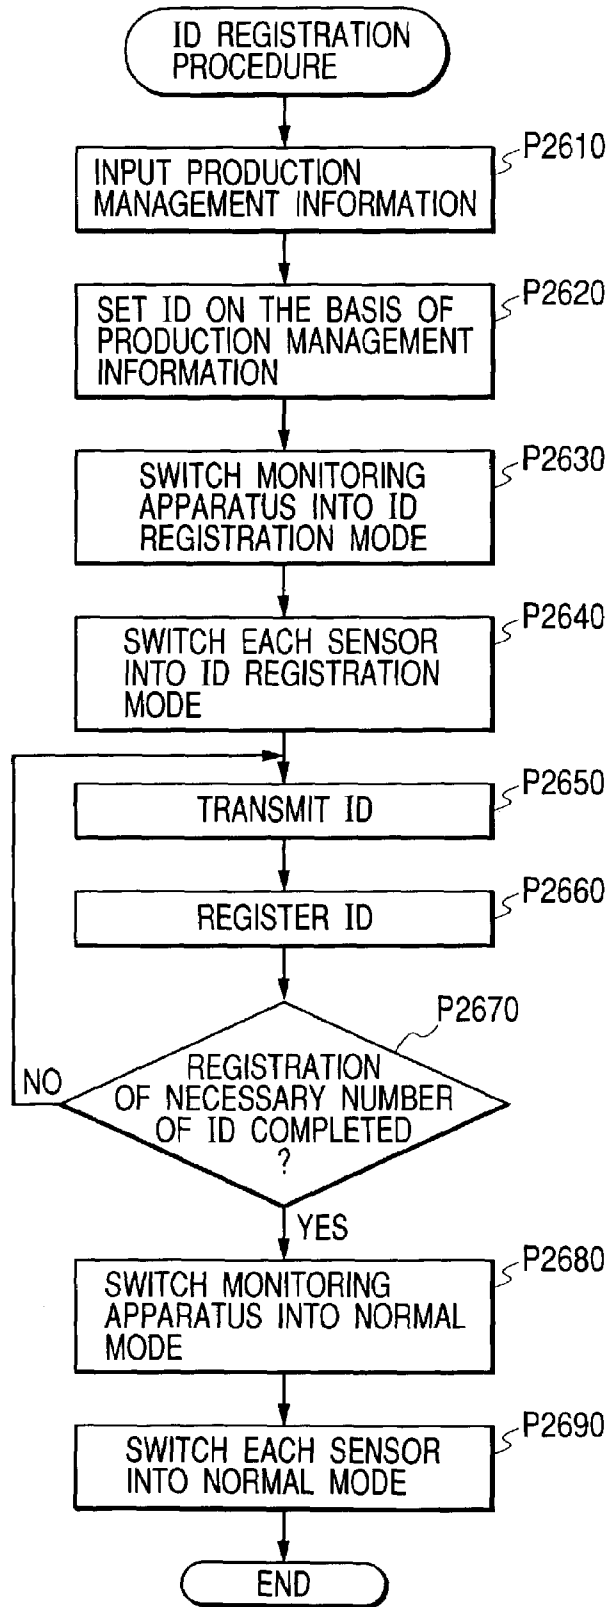 ID REGISTRATION
PROCEDURE
P2610
INPUT PRODUCTION
MANAGEMENT INFORMATION
P2620
SET ID ON THE BASIS OF
PRODUCTION MANAGEMENT
INFORMATION
P2630
SWITCH MONITORING
APPARATUS INTO ID
REGISTRATION MODE
P2640
SWITCH EACH SENSOR
INTO ID REGISTRATION
MODE
P2650
TRANSMIT ID
P2660
REGISTER ID
P2670
REGISTRATION
OF NECESSARY NUMBER
OF ID COMPLETED
?
NO
YES
P2680
SWITCH MONITORING
APPARATUS INTO NORMAL
MODE
P2690
SWITCH EACH SENSOR
INTO NORMAL MODE
END